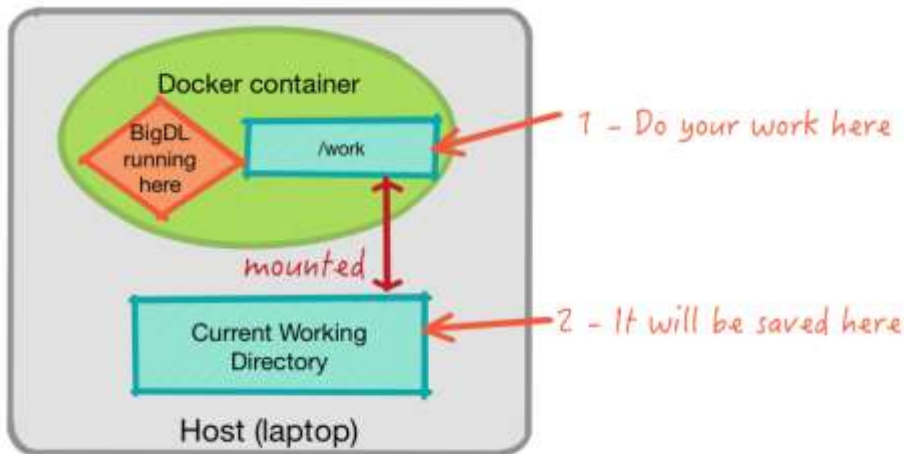 Docker container
BigDL
running
here
/work
1 - Do your work here
mounted
Current Working
Directory
2 - It will be saved here
Host (laptop)